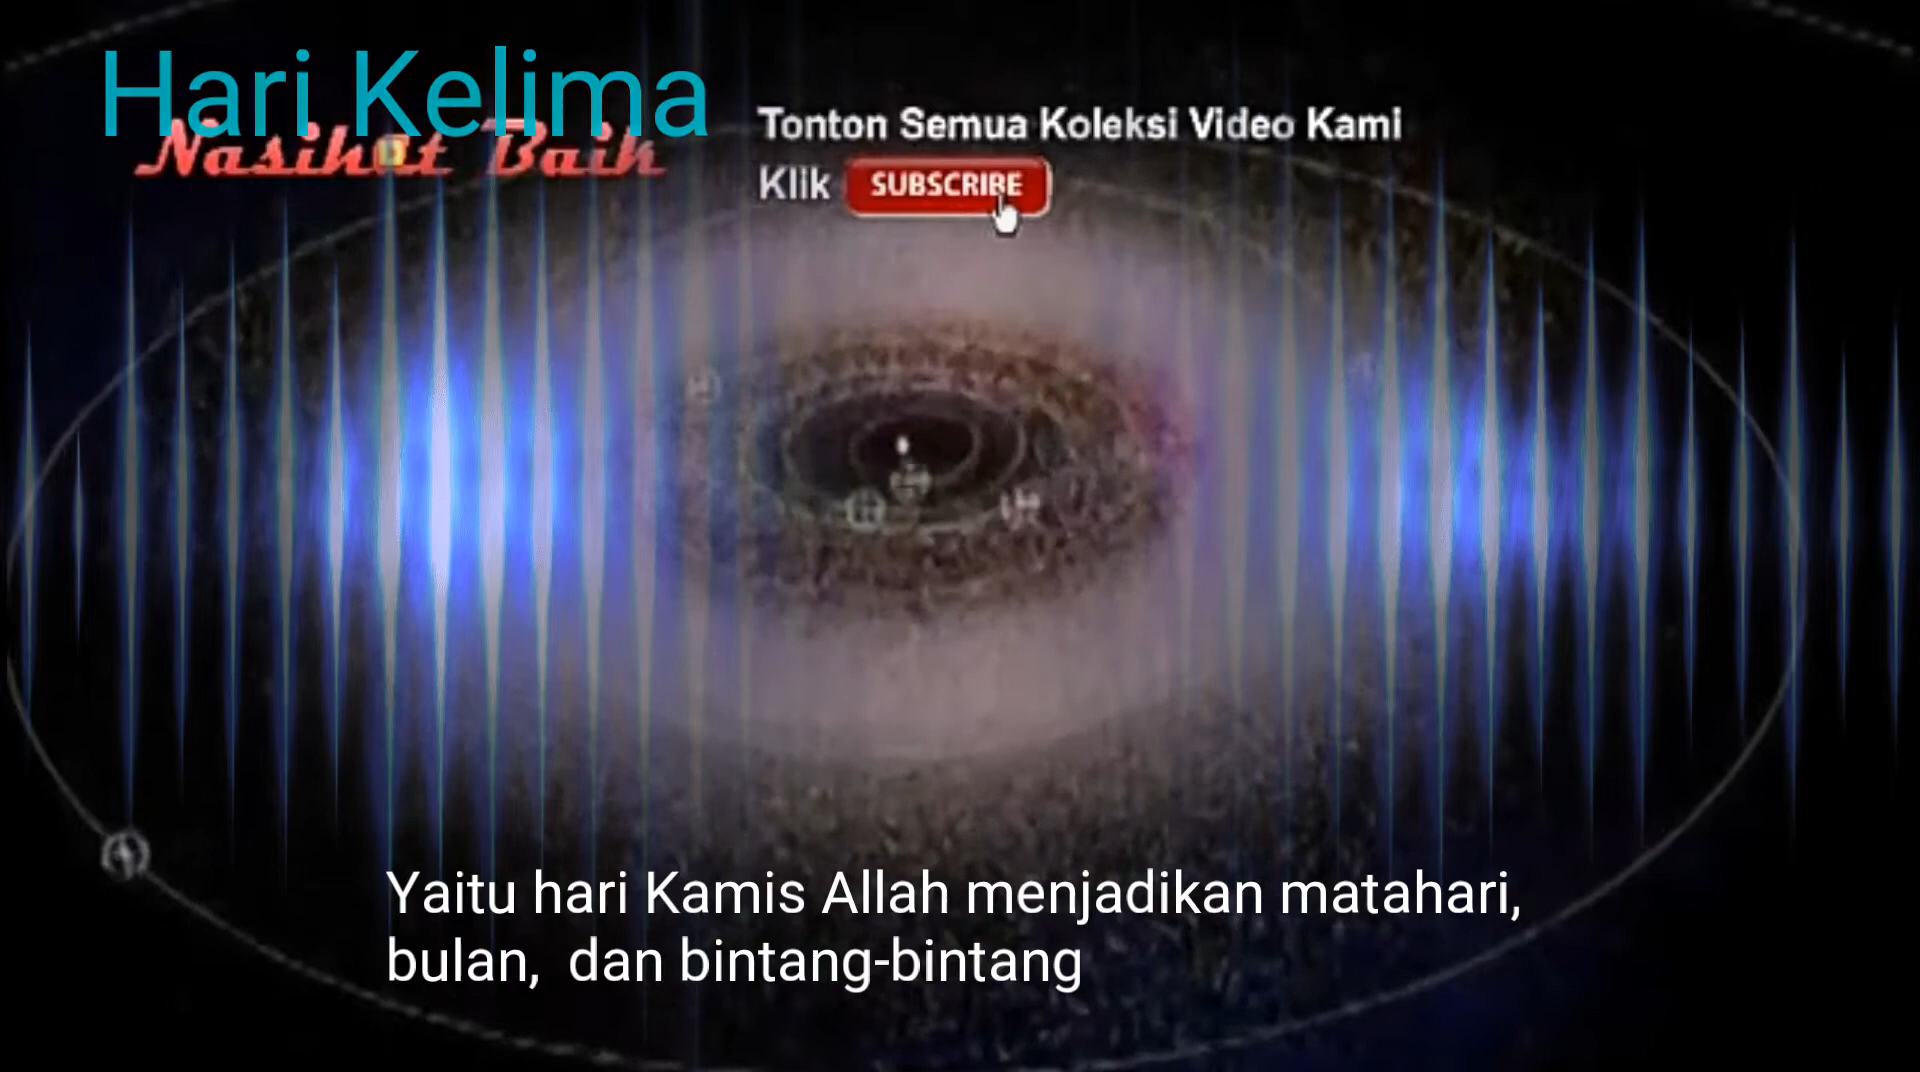 Hari Kelima
Nasihat Baik
Tonton Semua Koleksi Video Kami
Klik SUBSCRIBE
Yaitu hari Kamis Allah menjadikan matahari,
bulan, dan bintang-bintang